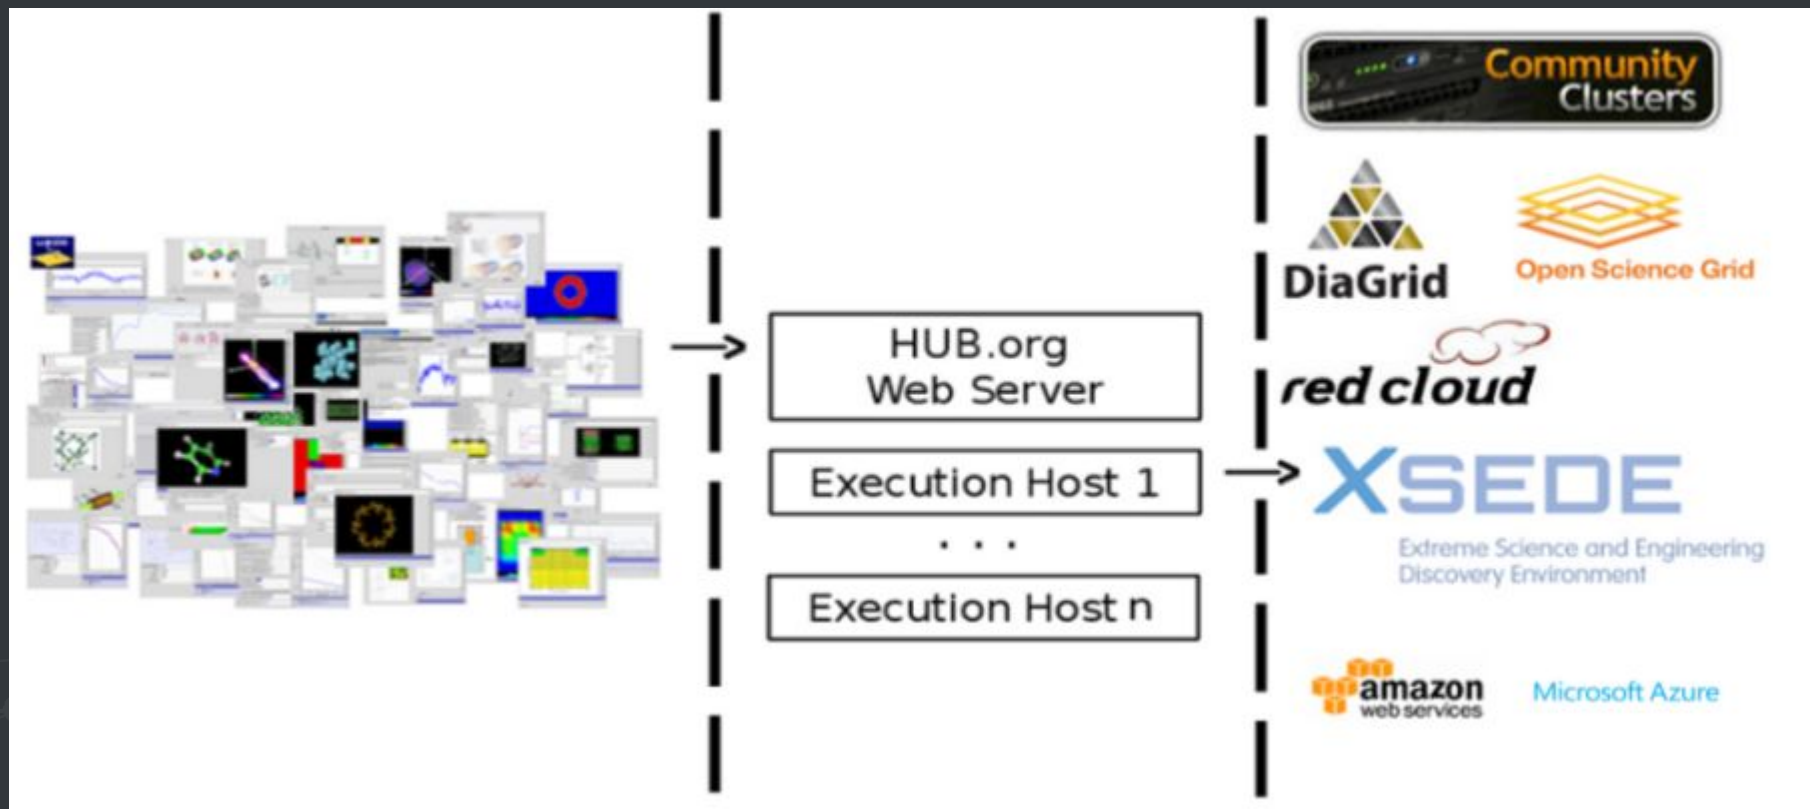 HUB.org
Web Server
Execution Host 1
. . .
Execution Host n
Community
Clusters
DiaGrid
Open Science Grid
red cloud
XSEDE
Extreme Science and Engineering
Discovery Environment
amazon
web services
Microsoft Azure